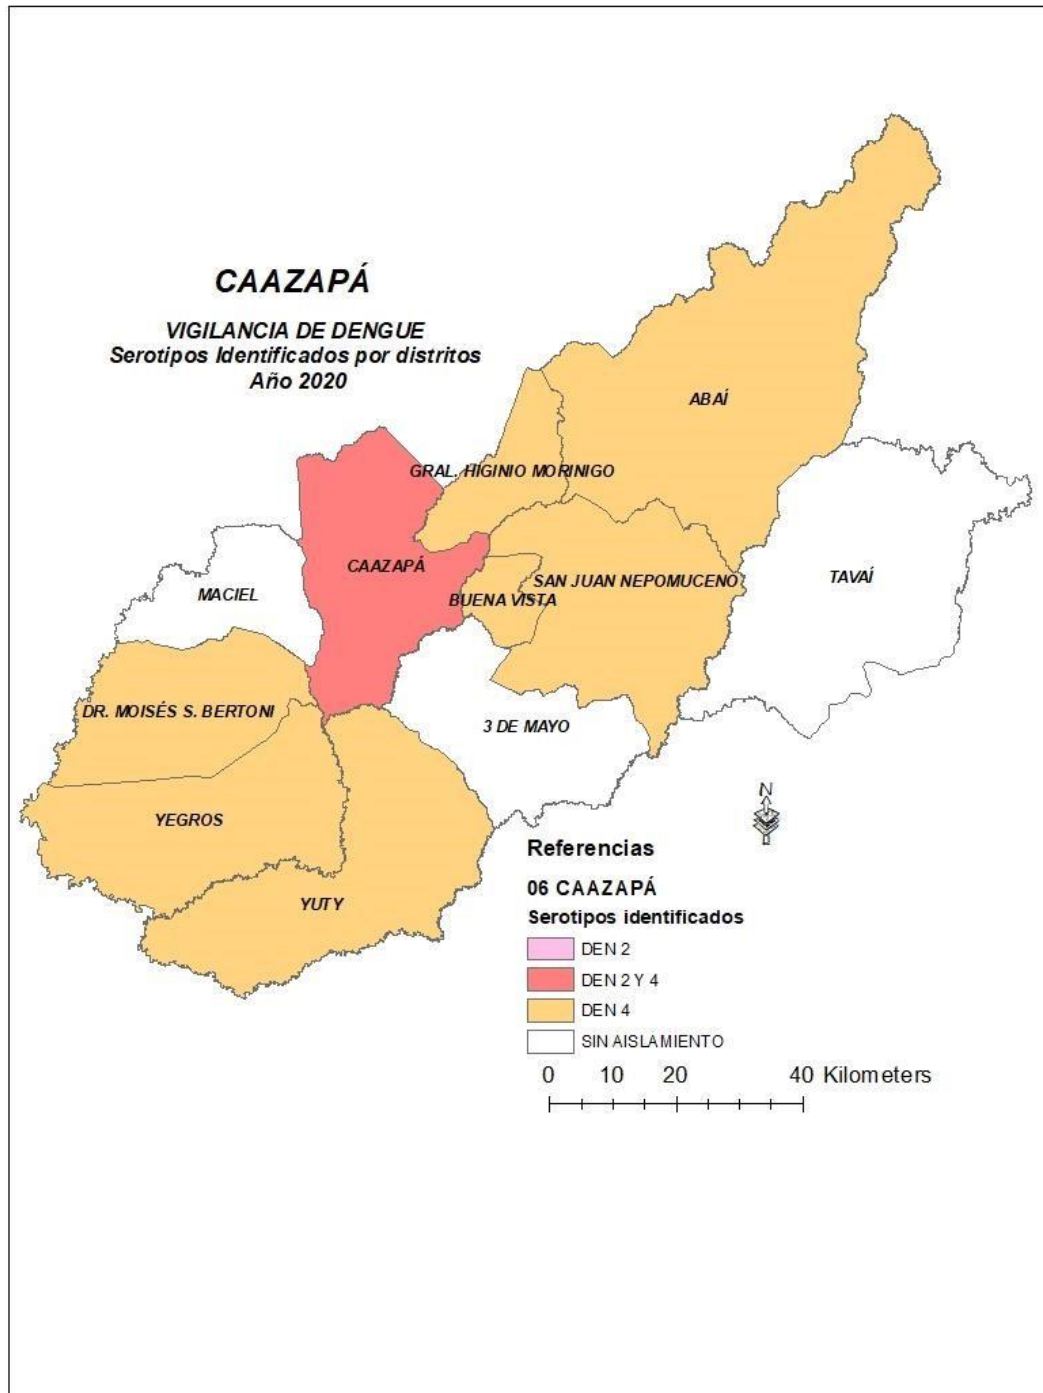 CAAZAPÁ
VIGILANCIA DE DENGUE
Serotipos Identificados por distritos
Año 2020
ABAÍ
GRAL. HIGINIO MORINIGO
CAAZAPÁ
SAN JUAN NEPOMUCENO
TAVAÍ
MACIEL
BUENA VISTA
DR. MOISÉS S. BERTONI
3 DE MAYO
YEGROS
YUTY
N
Referencias
06 CAAZAPÁ
Serotipos identificados
DEN 2
DEN 2 Y 4
DEN 4
SIN AISLAMIENTO
0 10 20 40 Kilometers